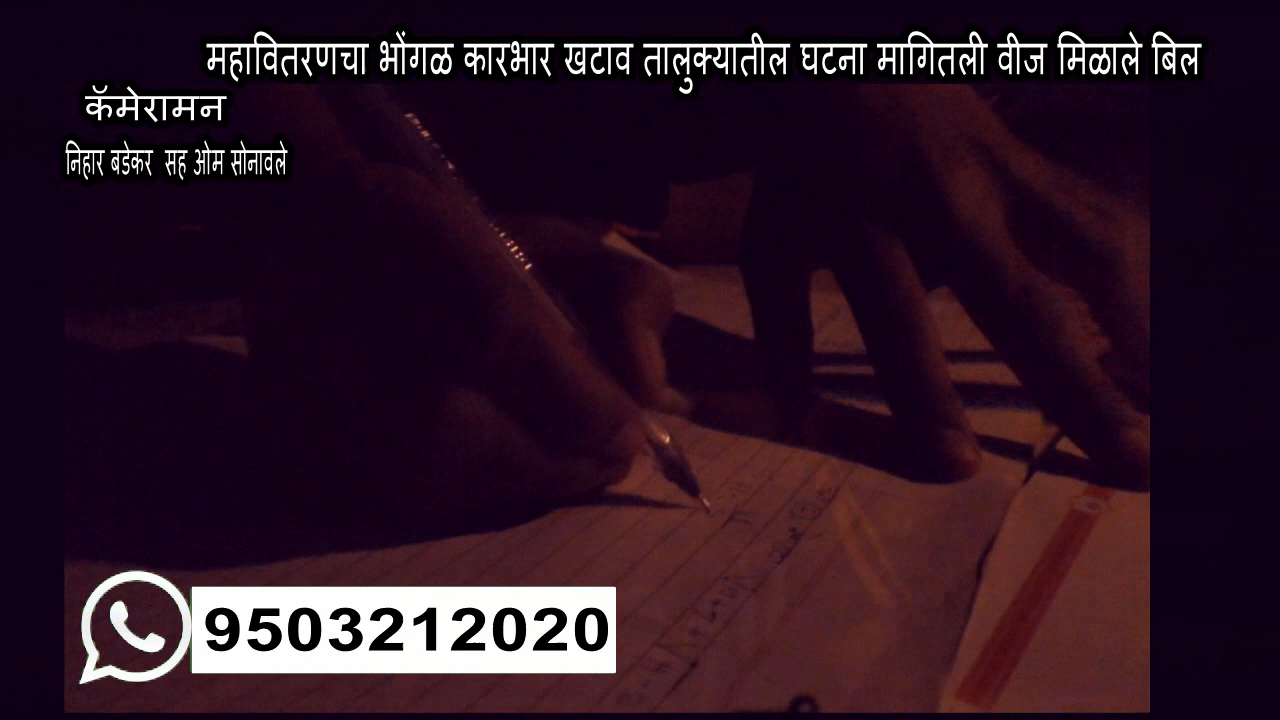 महावितरणचा भोंगळ कारभार खटाव तालुक्यातील घटना मागितली वीज मिळाले बिल
कॅमेरामन
निहार बडेकर सह ओम सोनावले
9503212020